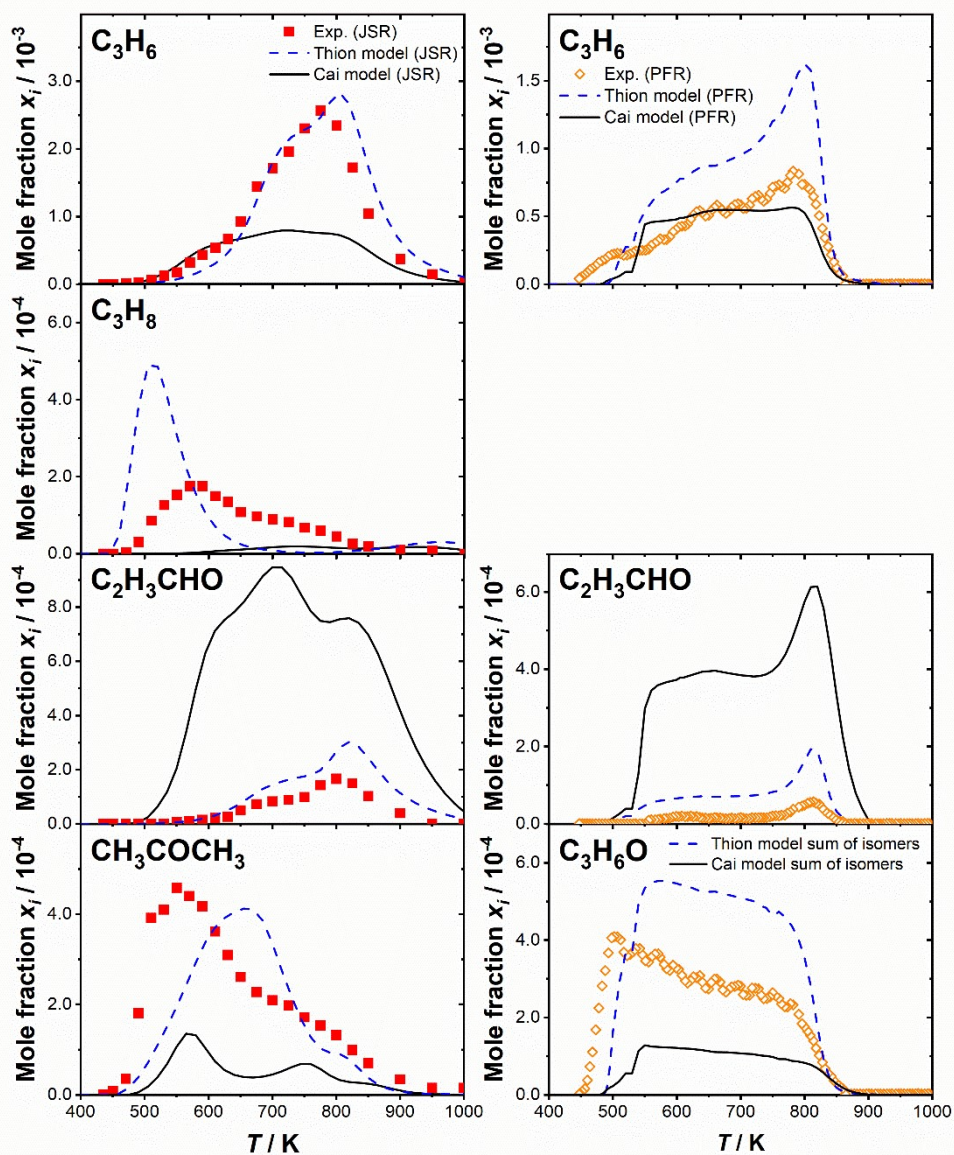 C₃H₆
Exp. (JSR)
Thion model (JSR)
Cai model (JSR)
Mole fraction xᵢ / 10⁻³
3.0
2.0
1.0
0.0
C₃H₆
Exp. (PFR)
Thion model (PFR)
Cai model (PFR)
Mole fraction xᵢ / 10⁻³
1.5
1.0
0.5
0.0
400 500 600 700 800 900 1000
C₃H₈
Mole fraction xᵢ / 10⁻⁴
6.0
4.0
2.0
0.0
C₂H₃CHO
Mole fraction xᵢ / 10⁻⁴
8.0
6.0
4.0
2.0
0.0
C₂H₃CHO
Mole fraction xᵢ / 10⁻⁴
6.0
4.0
2.0
0.0
CH₃COCH₃
Mole fraction xᵢ / 10⁻⁴
4.0
2.0
0.0
400 500 600 700 800 900 1000
T / K
C₃H₆O
Thion model sum of isomers
Cai model sum of isomers
Mole fraction xᵢ / 10⁻⁴
6.0
4.0
2.0
0.0
400 500 600 700 800 900 1000
T / K